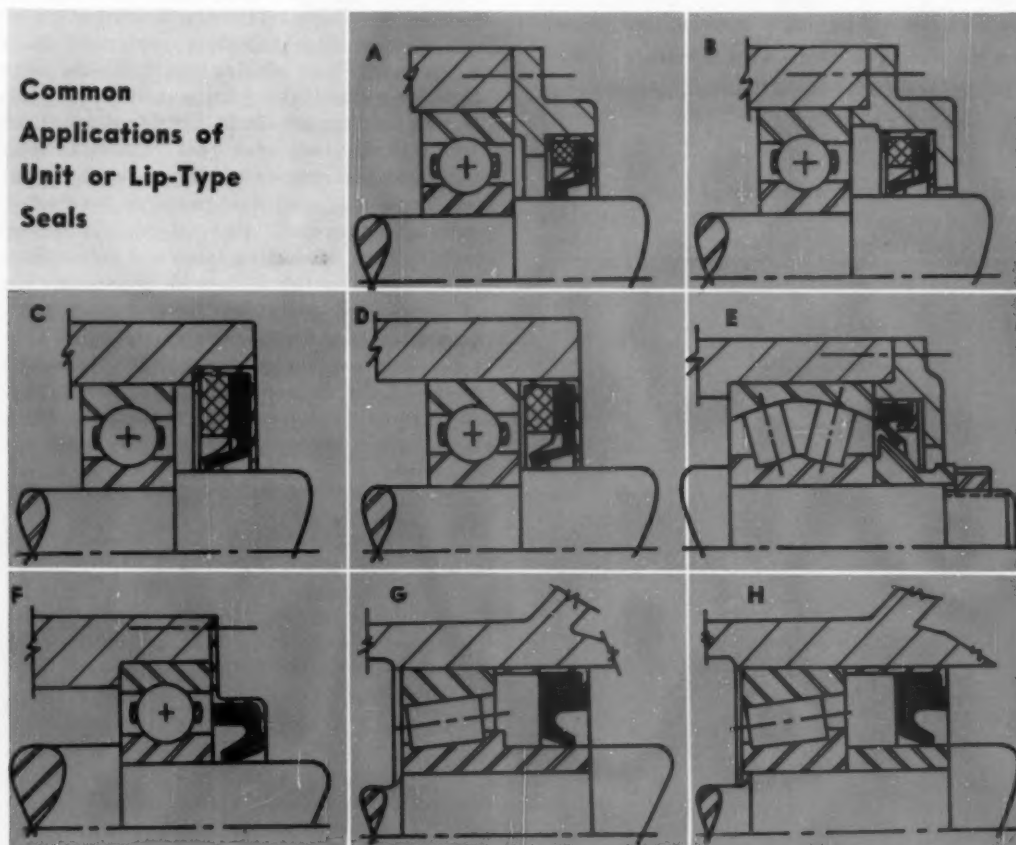 Common
Applications of
Unit or Lip-Type
Seals
A
B
C
D
E
F
G
H